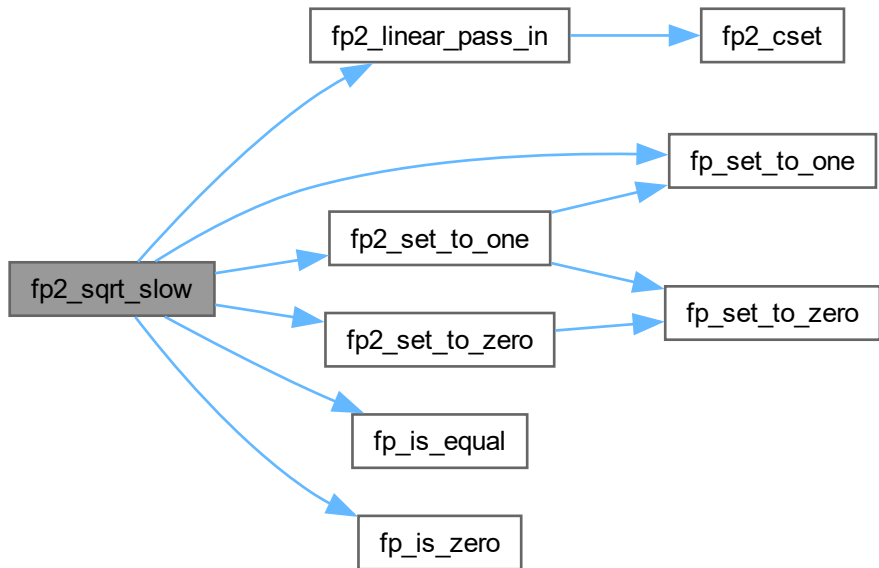 fp2_linear_pass_in
fp2_cset
fp_set_to_one
fp2_set_to_one
fp2_sqrt_slow
fp_set_to_zero
fp2_set_to_zero
fp_is_equal
fp_is_zero